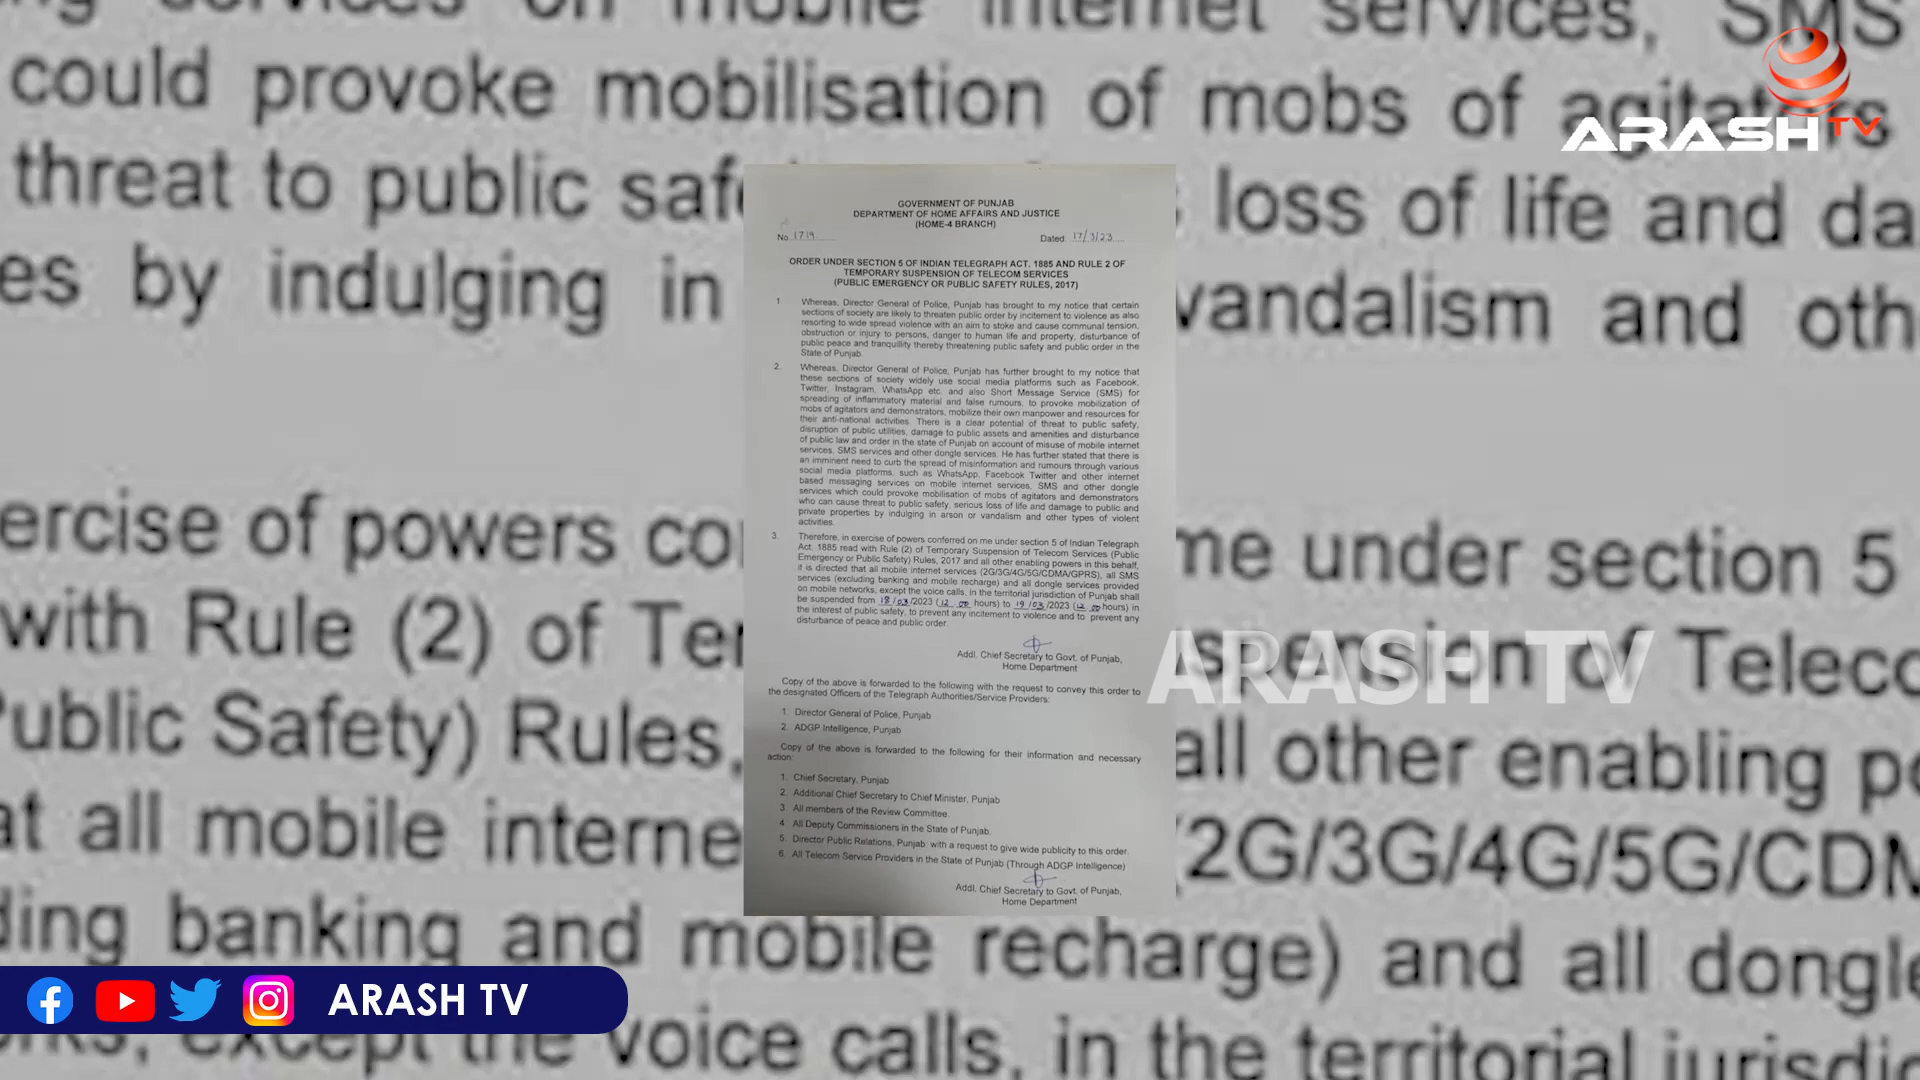 ng services on mobile internet services, SMS
could provoke mobilisation of mobs of agitators
threat to public safe loss of life and da
es by indulging in vandalism and oth
ercise of powers co me under section 5
with Rule (2) of Te spension of Teleco
Public Safety) Rules, all other enabling po
at all mobile interne (2G/3G/4G/5G/CDM
ding banking and mobile recharge) and all dongle
except the voice calls, in the territorial jurisdic
ARASH TV
GOVERNMENT OF PUNJAB
DEPARTMENT OF HOME AFFAIRS AND JUSTICE
(HOME-4 BRANCH)
No 1719 Dated: 17/3/23
ORDER UNDER SECTION 5 OF INDIAN TELEGRAPH ACT, 1885 AND RULE 2 OF
TEMPORARY SUSPENSION OF TELECOM SERVICES
(PUBLIC EMERGENCY OR PUBLIC SAFETY RULES, 2017)
1 Whereas, Director General of Police, Punjab has brought to my notice that certain
sections of society are likely to threaten public order by incitement to violence as also
resorting to wide spread violence with an aim to stoke and cause communal tension,
obstruction or injury to persons, danger to human life and property, disturbance of
public peace and tranquillity thereby threatening public safety and public order in the
State of Punjab.
2. Whereas, Director General of Police, Punjab has further brought to my notice that
these sections of society widely use social media platforms such as Facebook,
Twitter, Instagram, WhatsApp etc. and also Short Message Service (SMS) for
spreading of inflammatory material and false rumours, to provoke mobilization of
mobs of agitators and demonstrators, mobilize their own manpower and resources for
their anti-national activities. There is a clear potential of threat to public safety,
disruption of public utilities, damage to public assets and amenities and disturbance
of public law and order in the state of Punjab on account of misuse of mobile internet
services, SMS services and other dongle services. He has further stated that there is
an imminent need to curb the spread of misinformation and rumours through various
social media platforms, such as WhatsApp, Facebook Twitter and other internet
based messaging services on mobile internet services, SMS and other dongle
services which could provoke mobilisation of mobs of agitators and demonstrators
who can cause threat to public safety, serious loss of life and damage to public and
private properties by indulging in arson or vandalism and other types of violent
activities.
3. Therefore, in exercise of powers conferred on me under section 5 of Indian Telegraph
Act, 1885 read with Rule (2) of Temporary Suspension of Telecom Services (Public
Emergency or Public Safety) Rules, 2017 and all other enabling powers in this behalf,
it is directed that all mobile internet services (2G/3G/4G/5G/CDMA/GPRS), all SMS
services (excluding banking and mobile recharge) and all dongle services provided
on mobile networks, except the voice calls, in the territorial jurisdiction of Punjab shall
be suspended from 18/03/2023 (12 00 hours) to 19/03/2023 (12 00 hours) in
the interest of public safety, to prevent any incitement to violence and to prevent any
disturbance of peace and public order.
Addl. Chief Secretary to Govt. of Punjab,
Home Department
Copy of the above is forwarded to the following with the request to convey this order to
the designated Officers of the Telegraph Authorities/Service Providers:
1. Director General of Police, Punjab
2. ADGP Intelligence, Punjab
Copy of the above is forwarded to the following for their information and necessary
action:
1. Chief Secretary, Punjab
2. Additional Chief Secretary to Chief Minister, Punjab
3 All members of the Review Committee.
4 All Deputy Commissioners in the State of Punjab.
5. Director Public Relations, Punjab: with a request to give wide publicity to this order.
6. All Telecom Service Providers in the State of Punjab (Through ADGP Intelligence)
Addl. Chief Secretary to Govt. of Punjab,
Home Department
ARASH TV
ARASH TV